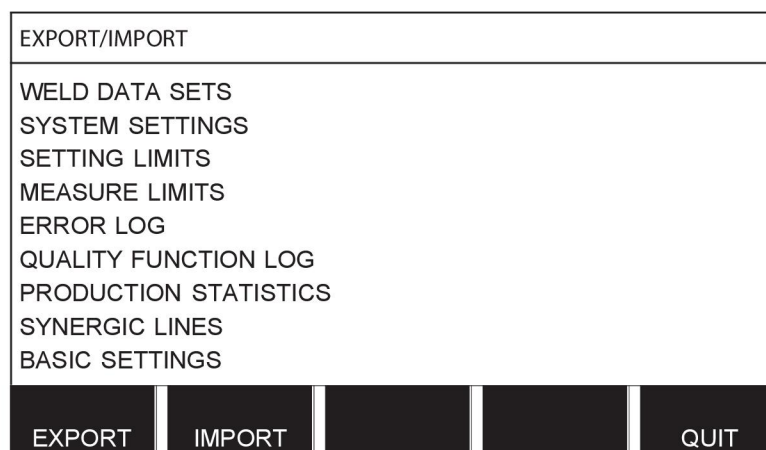 EXPORT/IMPORT
WELD DATA SETS
SYSTEM SETTINGS
SETTING LIMITS
MEASURE LIMITS
ERROR LOG
QUALITY FUNCTION LOG
PRODUCTION STATISTICS
SYNERGIC LINES
BASIC SETTINGS
EXPORT IMPORT QUIT